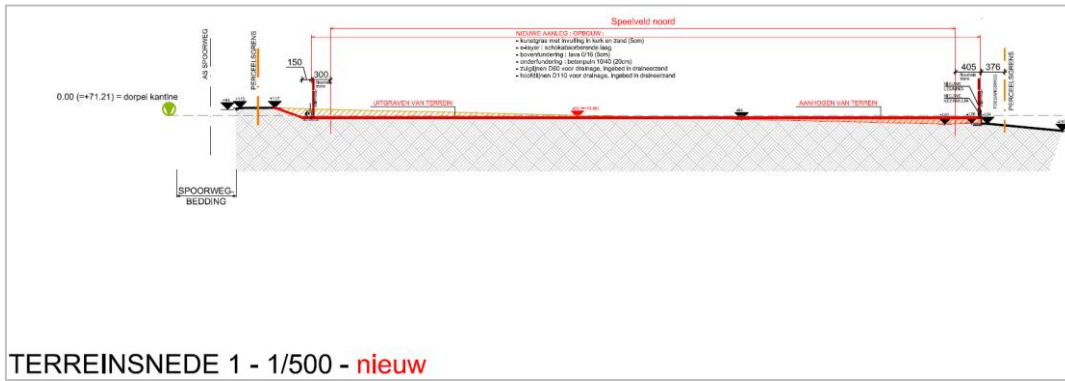 Speelveld noord
NIEUWE AANLEG : OPBOUW :
- kunstgras met invulling in kurk en zand (5cm)
- e-layer : schokabsorberende laag
- bovenfundering : lava 0/16 (5cm)
- onderfundering : betonpuin 10/40 (20cm)
- zuiglijnen D60 voor drainage, ingebed in draineerzand
- hoofdlijnen D110 voor drainage, ingebed in draineerzand
AS SPOORWEG
PERCEELSGRENS
150
300
405
376
PERCEELSGRENS
0.00 (=+71.21) = dorpel kantine
UITGRAVEN VAN TERREIN
AANHOGEN VAN TERREIN
SPOORWEG-
BEDDING
TERREINSNEDE 1 - 1/500 - nieuw